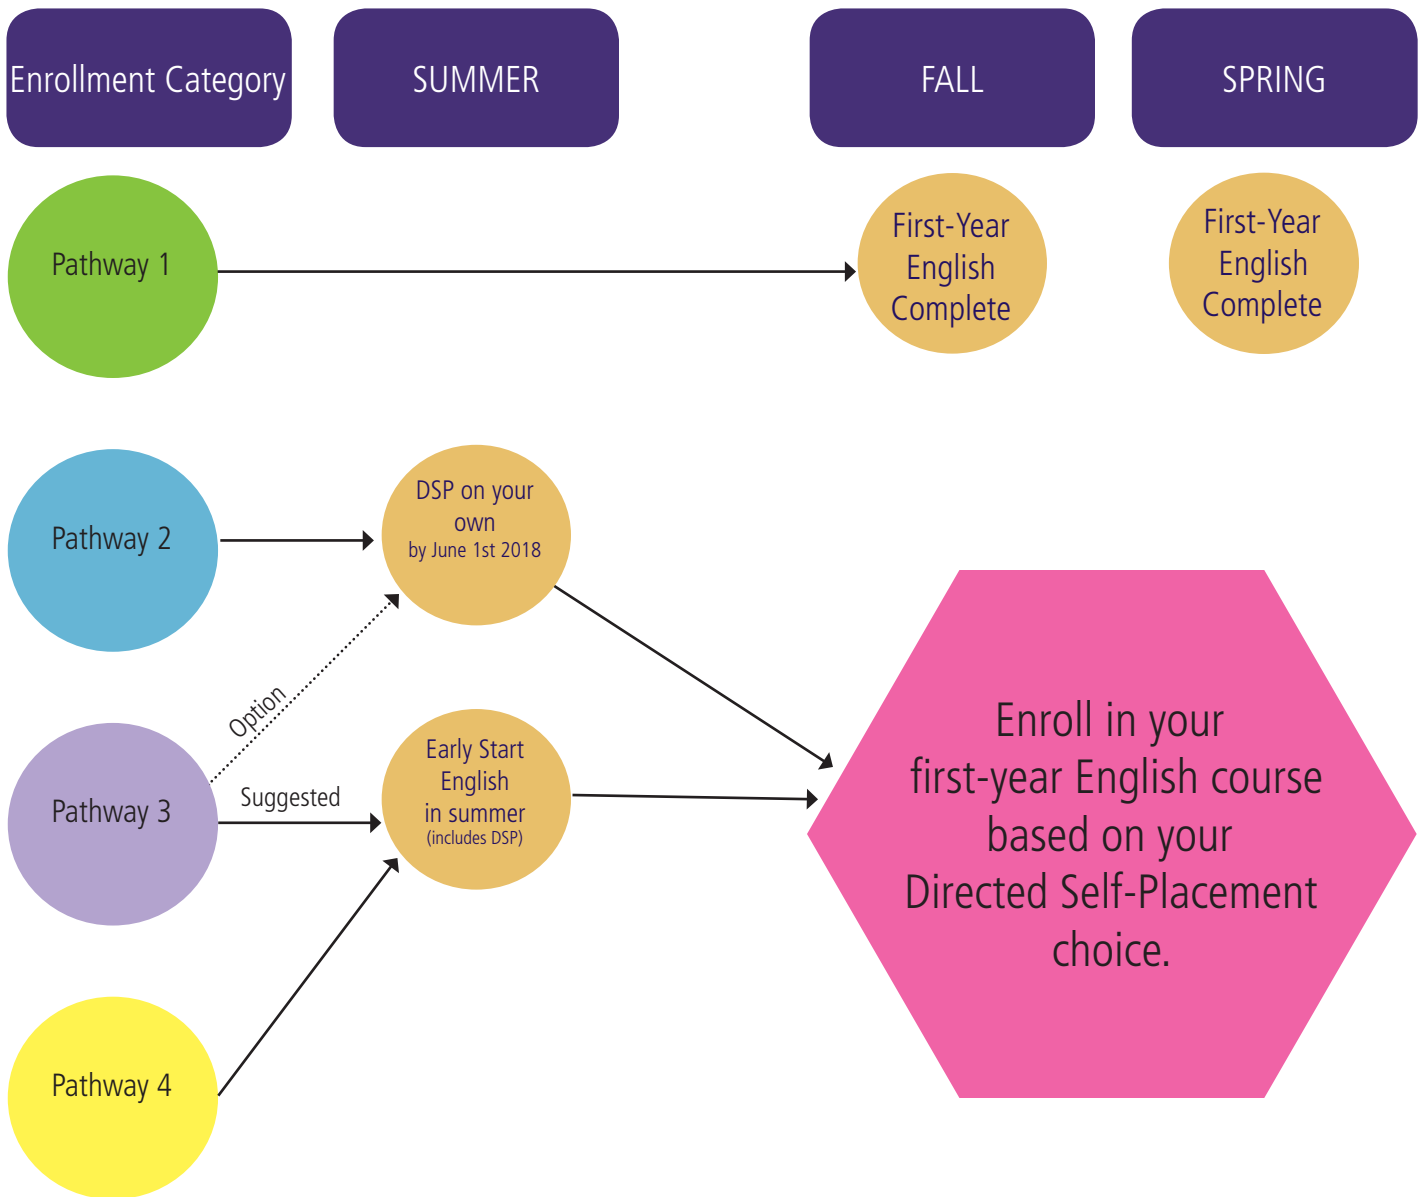 Enrollment Category
SUMMER
FALL
SPRING
Pathway 1
First-Year
English
Complete
First-Year
English
Complete
Pathway 2
DSP on your
own
by June 1st 2018
Option
Pathway 3
Suggested
Early Start
English
in summer
(includes DSP)
Enroll in your
first-year English course
based on your
Directed Self-Placement
choice.
Pathway 4